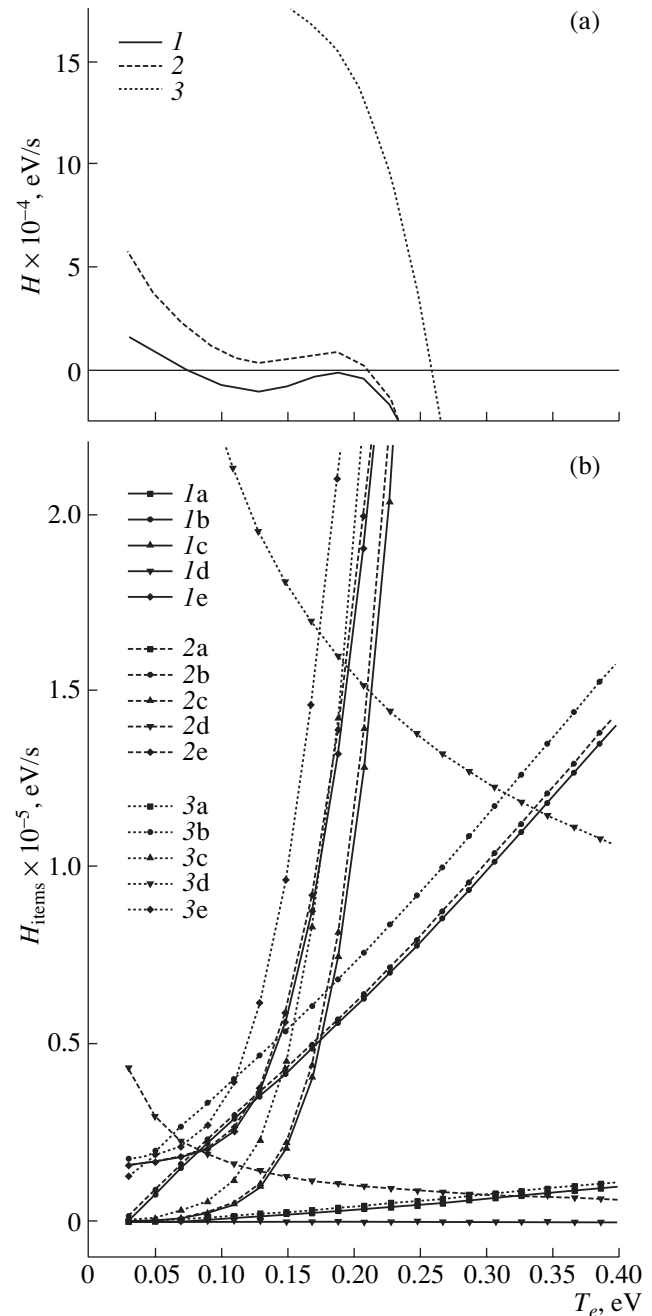 (a)
1
2
3
15
10
5
0
H × 10⁻⁴, eV/s
(b)
1a
1b
1c
1d
1e
2a
2b
2c
2d
2e
3a
3b
3c
3d
3e
2.0
1.5
1.0
0.5
0
H_items × 10⁻⁵, eV/s
0 0.05 0.10 0.15 0.20 0.25 0.30 0.35 0.40
T_e, eV